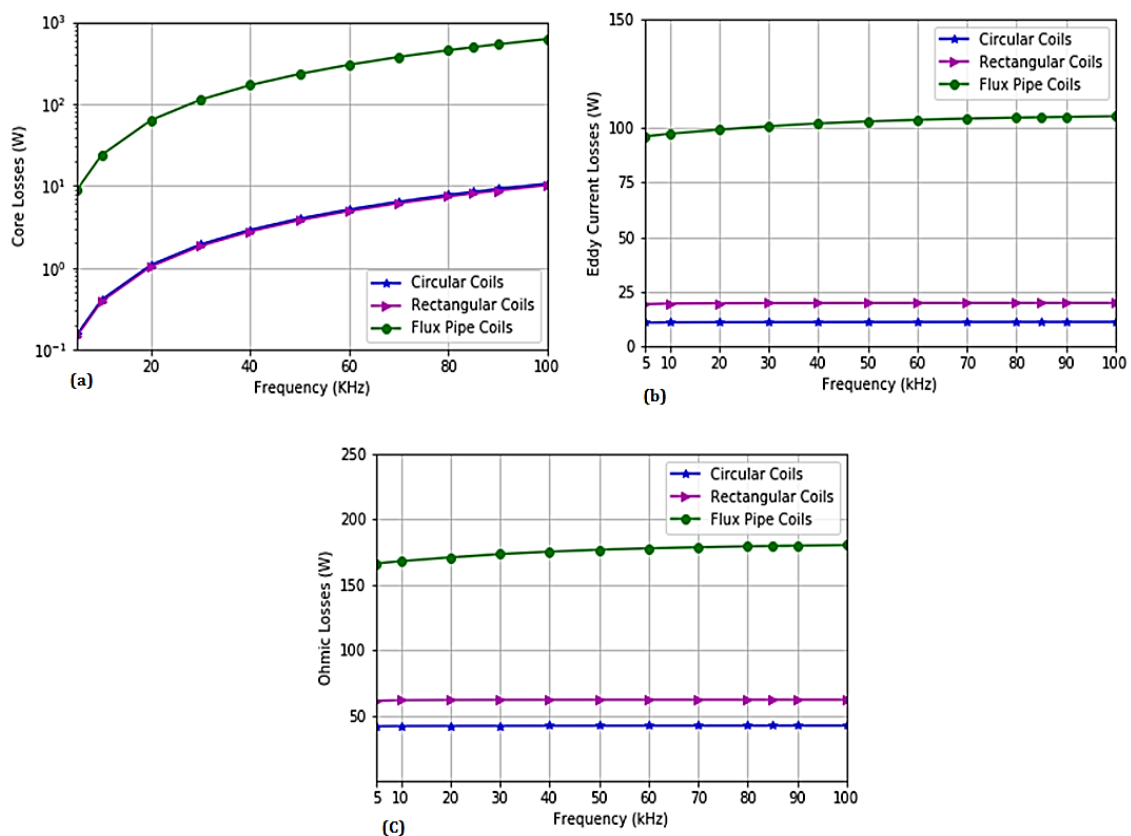 10³
10²
10¹
10⁰
10⁻¹
Core Losses (W)
Circular Coils
Rectangular Coils
Flux Pipe Coils
20 40 60 80 100
Frequency (KHz)
(a)
150
125
100
75
50
25
0
Eddy Current Losses (W)
Circular Coils
Rectangular Coils
Flux Pipe Coils
5 10 20 30 40 50 60 70 80 90 100
Frequency (kHz)
(b)
250
200
150
100
50
Ohmic Losses (W)
Circular Coils
Rectangular Coils
Flux Pipe Coils
5 10 20 30 40 50 60 70 80 90 100
Frequency (kHz)
(C)